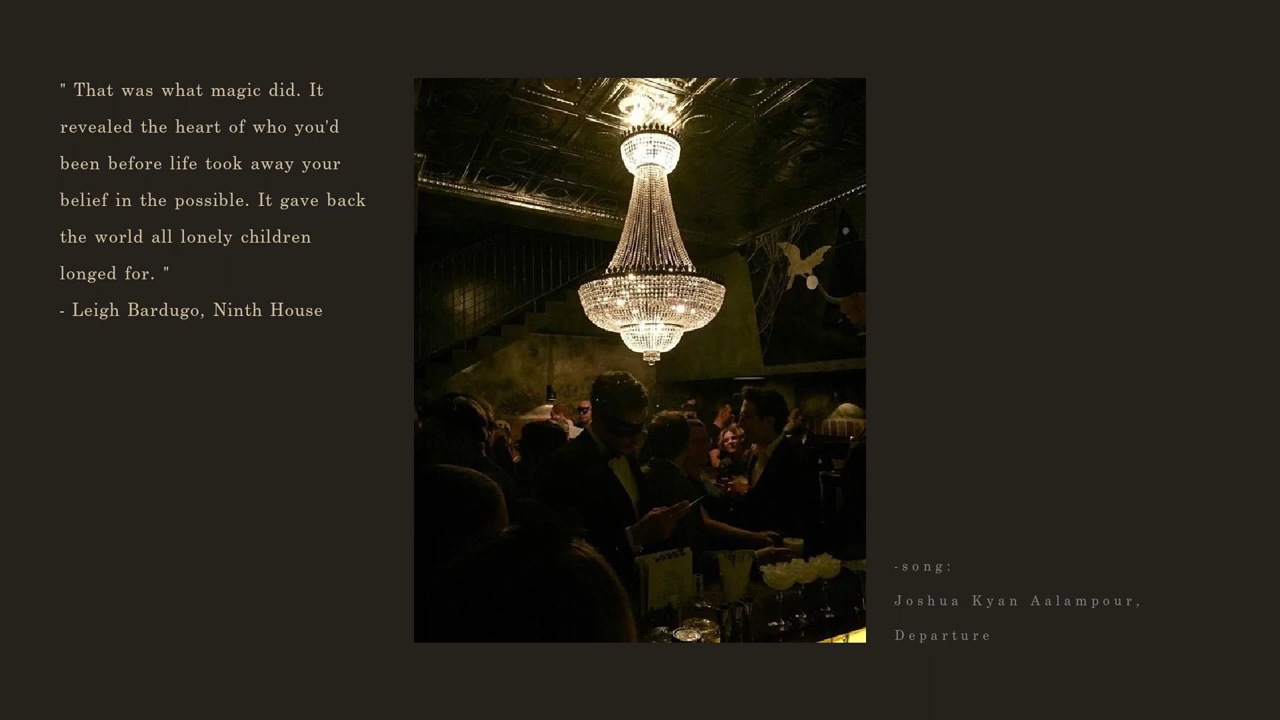 " That was what magic did. It
revealed the heart of who you'd
been before life took away your
belief in the possible. It gave back
the world all lonely children
longed for. "
- Leigh Bardugo, Ninth House
-song:
Joshua Kyan Aalampour,
Departure